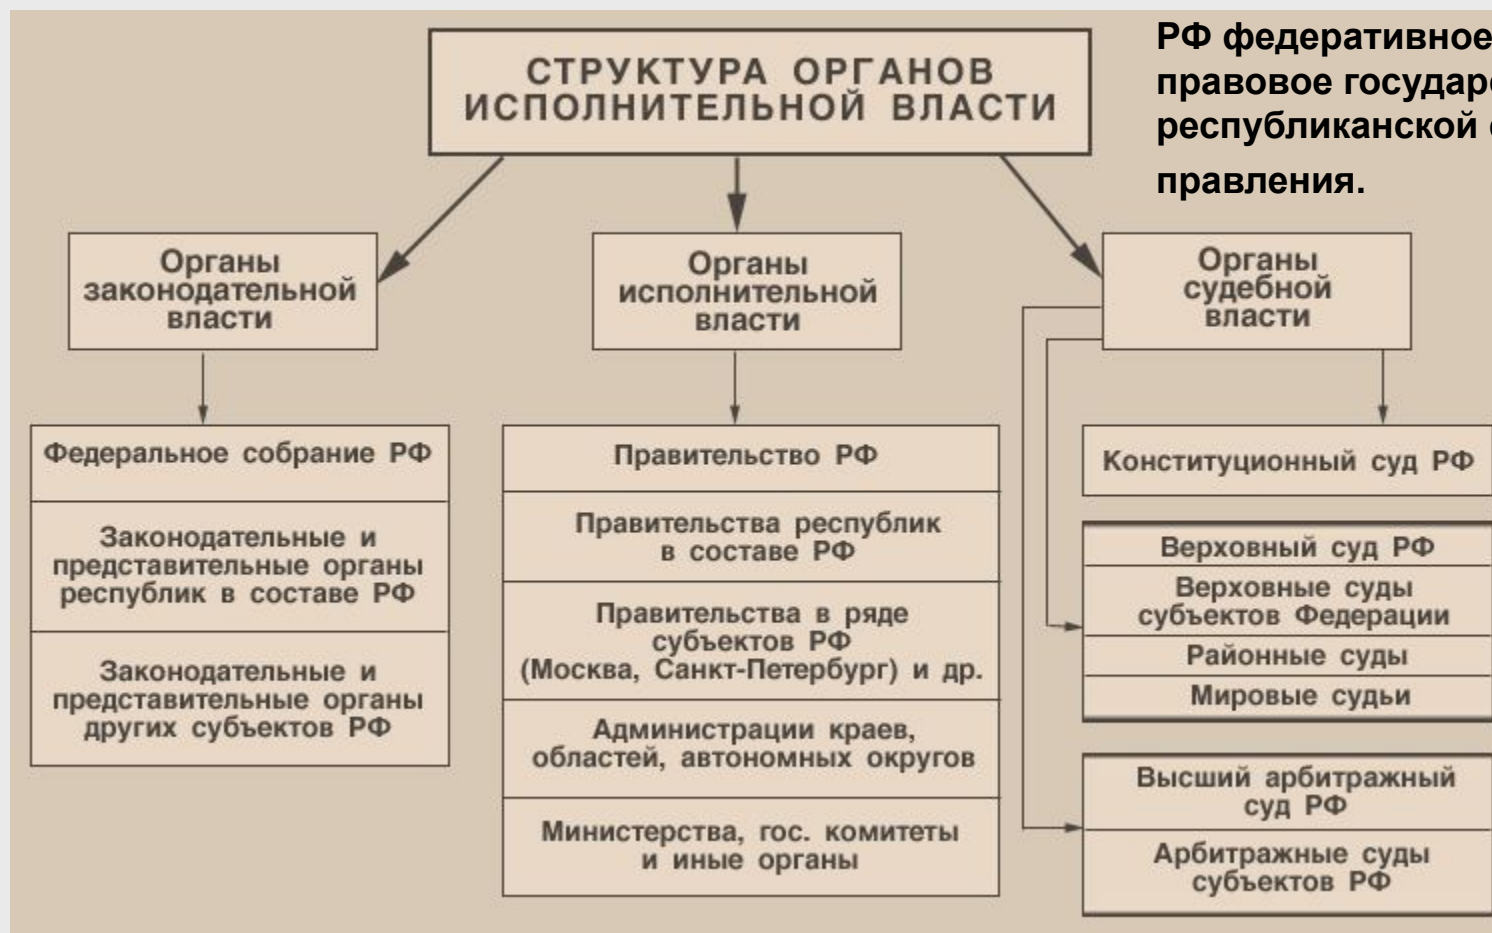 СТРУКТУРА ОРГАНОВ
ИСПОЛНИТЕЛЬНОЙ ВЛАСТИ
РФ федеративное
правовое
республиканской
правления.
Органы
законодательной
власти
Федеральное собрание РФ
Законодательные и
представительные органы
республик в составе РФ
Законодательные и
представительные органы
других субъектов РФ
Органы
исполнительной
власти
Правительство РФ
Правительства республик
в составе РФ
Правительства в ряде
субъектов РФ
(Москва, Санкт-Петербург) и др.
Администрации краев,
областей, автономных округов
Министерства, гос. комитеты
и иные органы
Органы
судебной
власти
Конституционный суд РФ
Верховный суд РФ
Верховные суды
субъектов Федерации
Районные суды
Мировые судьи
Высший арбитражный
суд РФ
Арбитражные суды
субъектов РФ